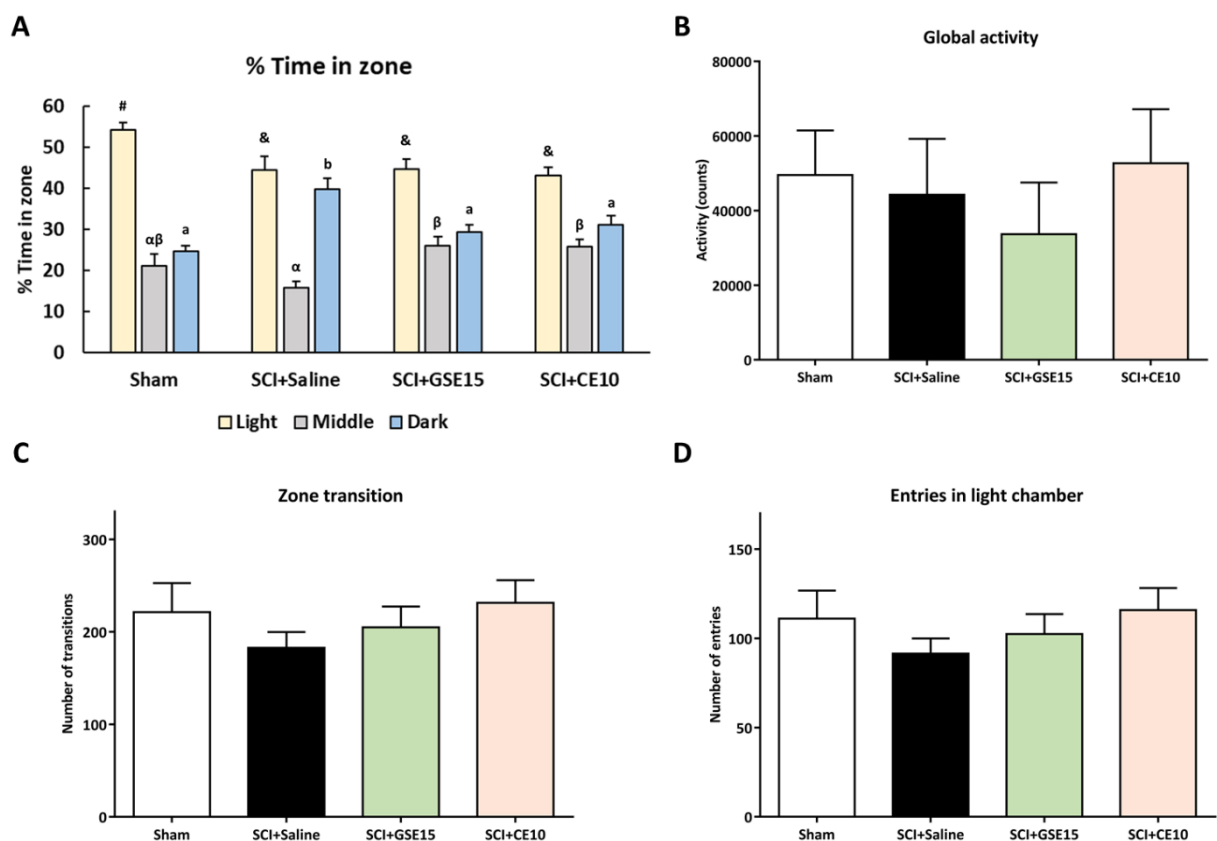 A
% Time in zone
% Time in zone
60
50
40
30
20
10
0
#
αβ
a
&
α
b
&
β
a
&
β
a
Sham SCI+Saline SCI+GSE15 SCI+CE10
Light Middle Dark
B
Global activity
Activity (counts)
80000
60000
40000
20000
0
Sham SCI+Saline SCI+GSE15 SCI+CE10
C
Zone transition
Number of transitions
300
200
100
0
Sham SCI+Saline SCI+GSE15 SCI+CE10
D
Entries in light chamber
Number of entries
150
100
50
0
Sham SCI+Saline SCI+GSE15 SCI+CE10